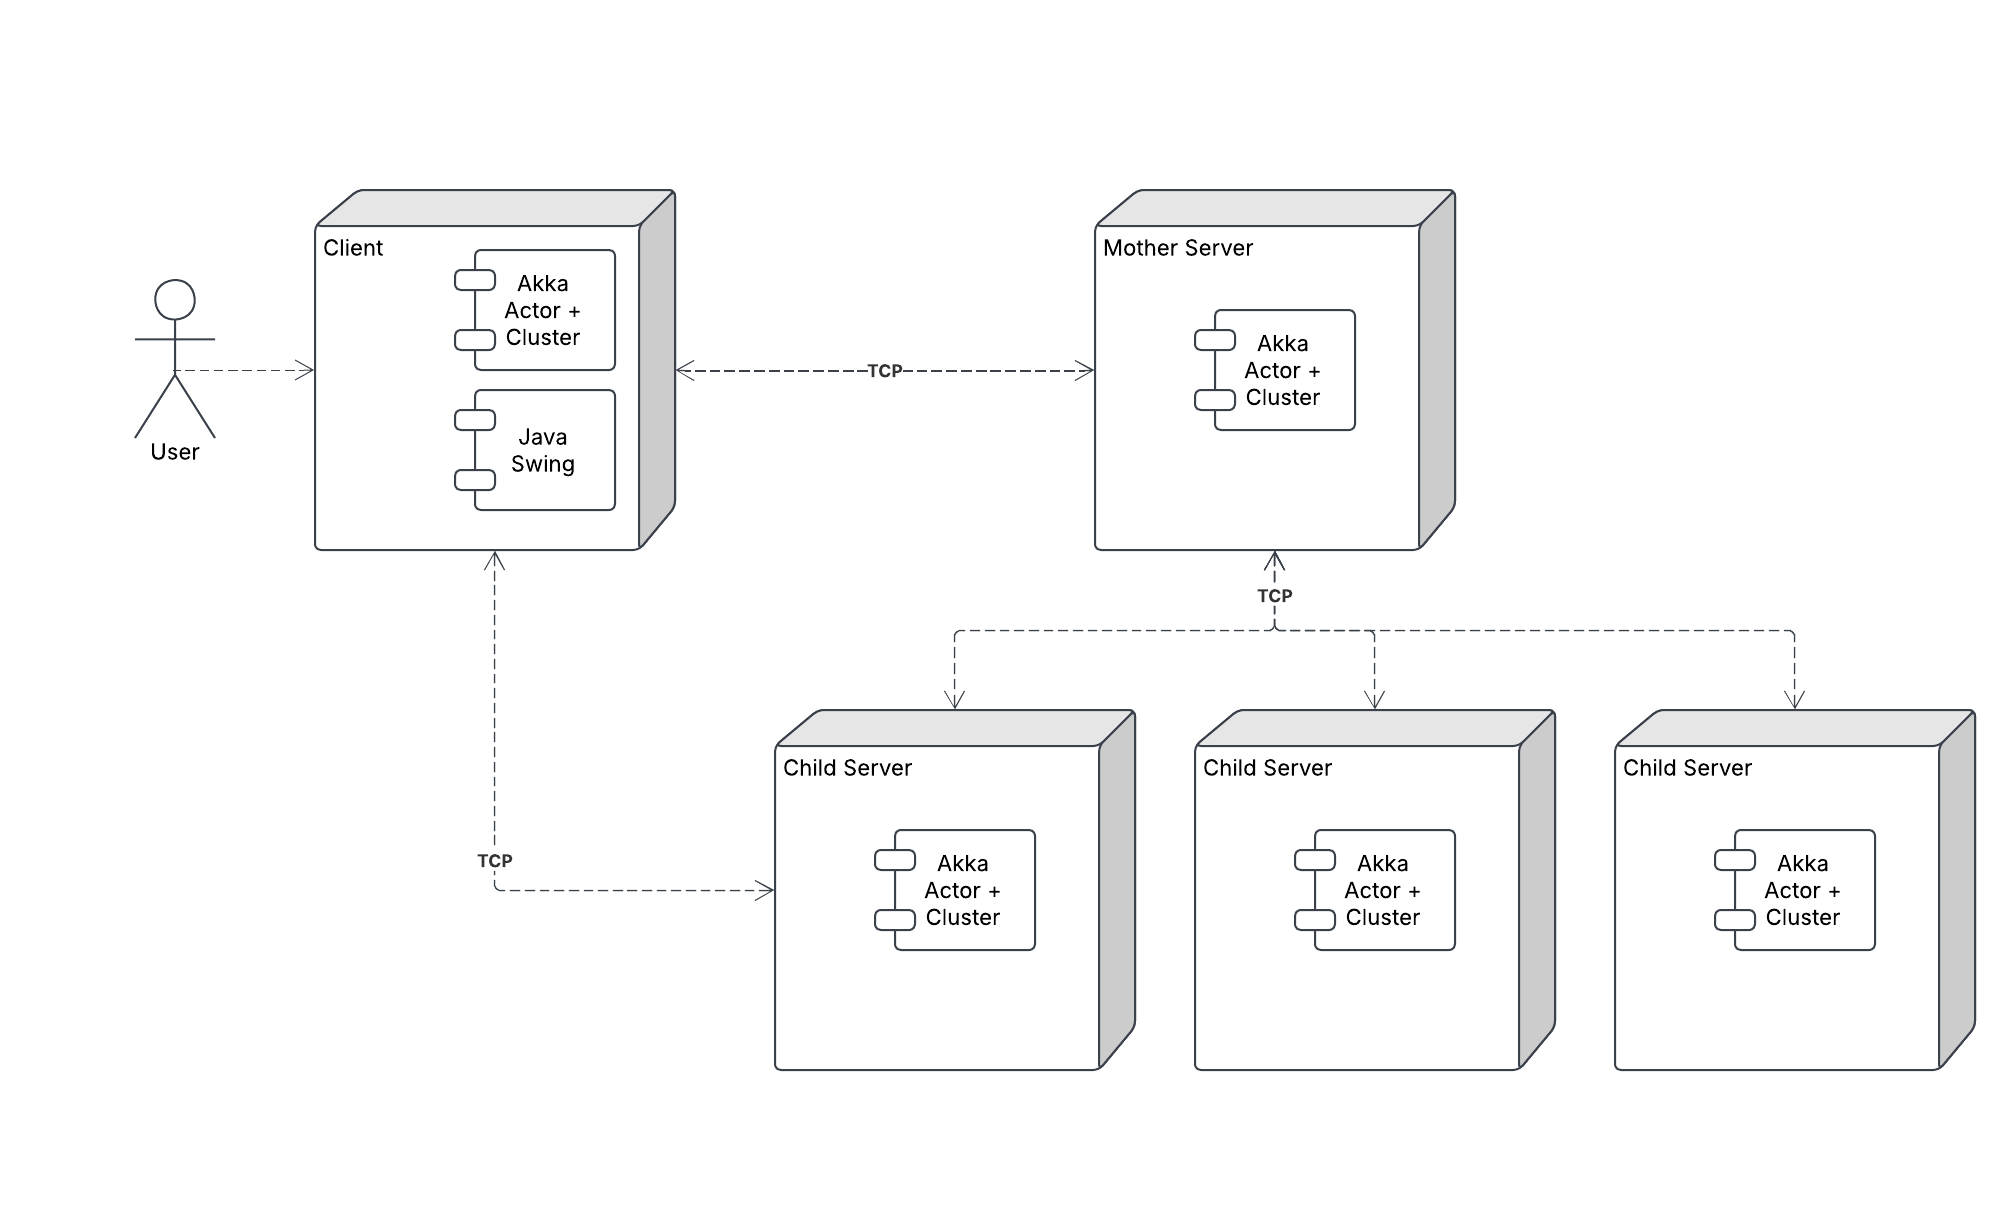 Client
Akka
Actor +
Cluster
Java
Swing
User
TCP
Mother Server
Akka
Actor +
Cluster
TCP
TCP
Child Server
Akka
Actor +
Cluster
Child Server
Akka
Actor +
Cluster
Child Server
Akka
Actor +
Cluster